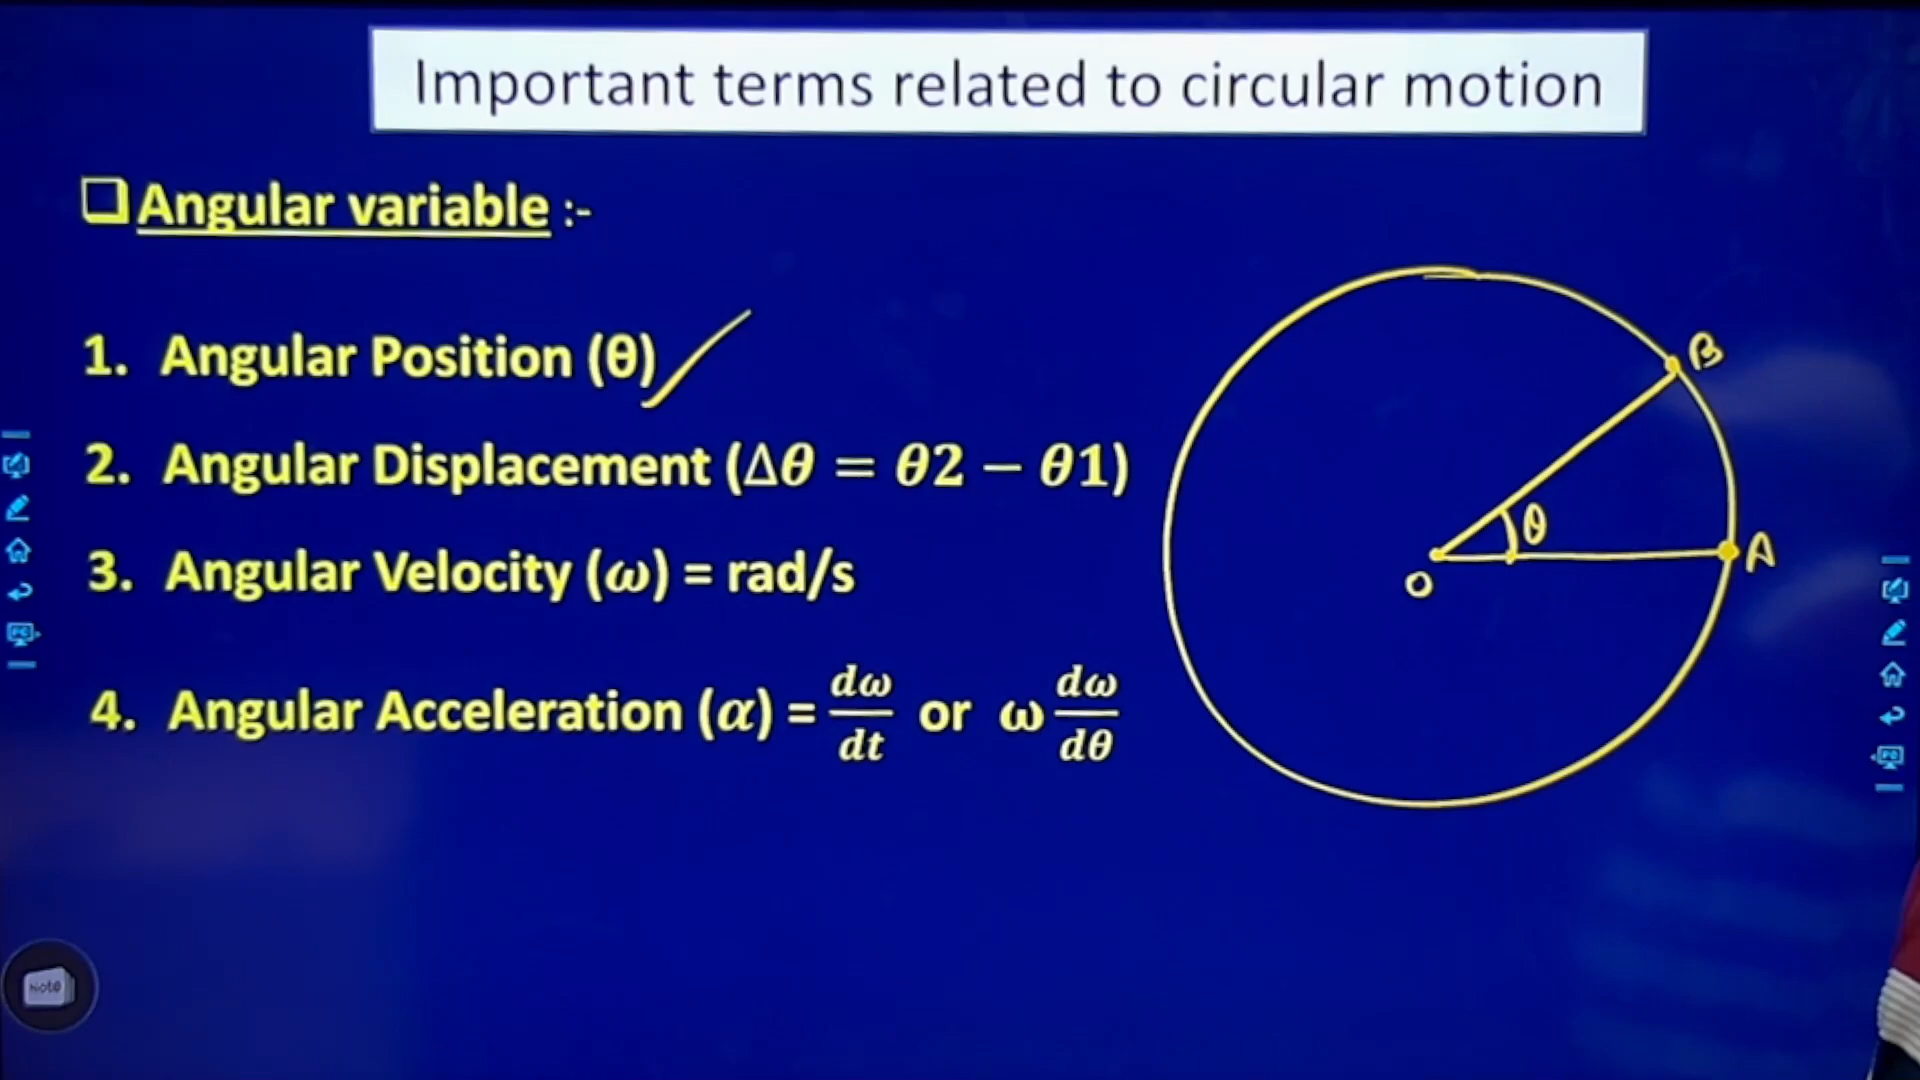 Important terms related to circular motion
Angular variable :-
1. Angular Position (θ)
2. Angular Displacement (Δθ = θ2 − θ1)
3. Angular Velocity (ω) = rad/s
4. Angular Acceleration (α) = dω/dt or ω dω/dθ
B
θ
A
O
Note